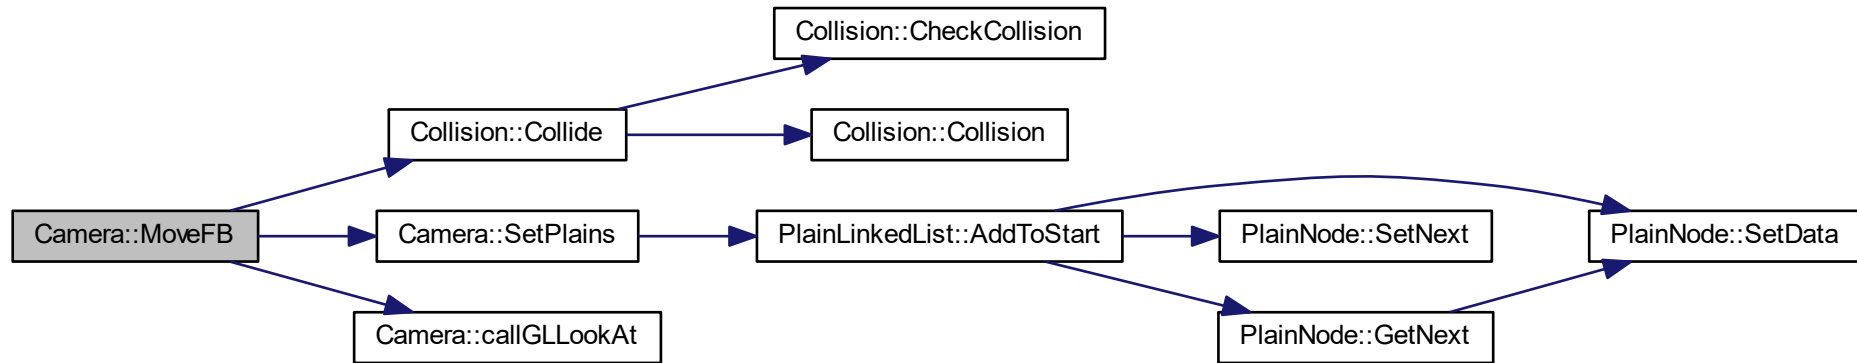 Collision::CheckCollision
Collision::Collide
Collision::Collision
Camera::MoveFB
Camera::SetPlains
PlainLinkedList::AddToStart
PlainNode::SetNext
PlainNode::SetData
Camera::callGLLookAt
PlainNode::GetNext